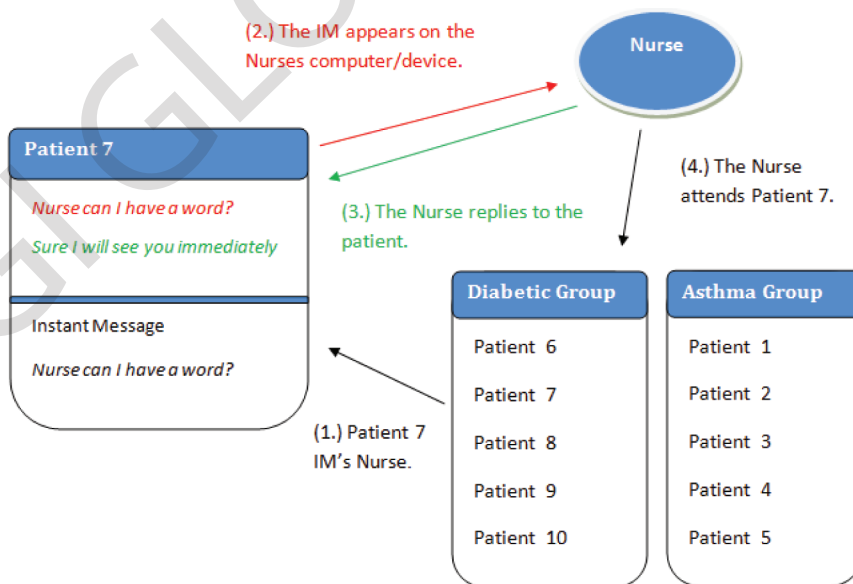 (2.) The IM appears on the
Nurses computer/device.
Nurse
Patient 7
Nurse can I have a word?
Sure I will see you immediately
Instant Message
Nurse can I have a word?
(3.) The Nurse replies to the
patient.
(4.) The Nurse
attends Patient 7.
(1.) Patient 7
IM's Nurse.
Diabetic Group
Patient 6
Patient 7
Patient 8
Patient 9
Patient 10
Asthma Group
Patient 1
Patient 2
Patient 3
Patient 4
Patient 5